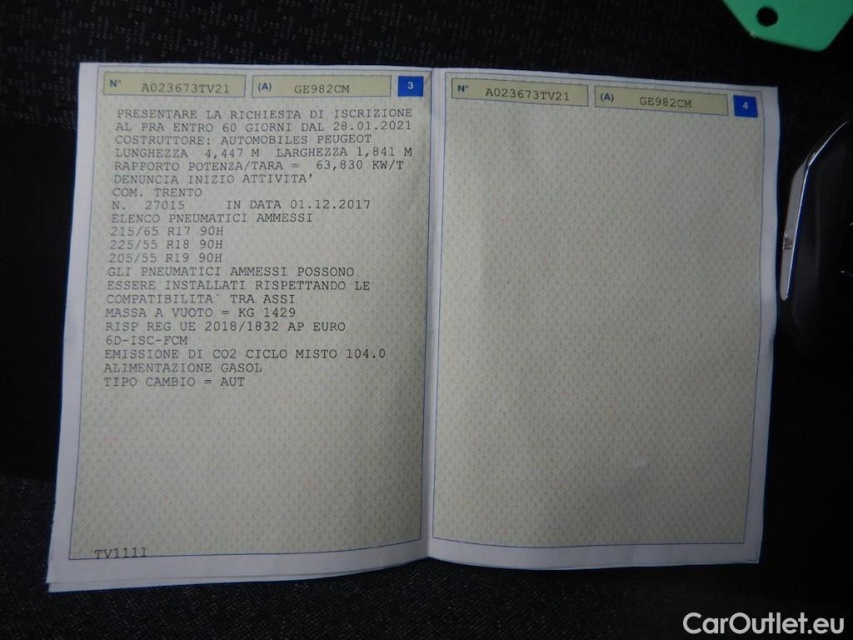 N° A023673TV21 (A) GE982CM 3
PRESENTARE LA RICHIESTA DI ISCRIZIONE
AL PRA ENTRO 60 GIORNI DAL 28.01.2021
COSTRUTTORE: AUTOMOBILES PEUGEOT
LUNGHEZZA 4,447 M LARGHEZZA 1,841 M
RAPPORTO POTENZA/TARA = 63,830 KW/T
DENUNCIA INIZIO ATTIVITA'
COM. TRENTO
N. 27015 IN DATA 01.12.2017
ELENCO PNEUMATICI AMMESSI
215/65 R17 90H
225/55 R18 90H
205/55 R19 90H
GLI PNEUMATICI AMMESSI POSSONO
ESSERE INSTALLATI RISPETTANDO LE
COMPATIBILITA` TRA ASSI
MASSA A VUOTO = KG 1429
RISP REG UE 2018/1832 AP EURO
6D-ISC-FCM
EMISSIONE DI CO2 CICLO MISTO 104.0
ALIMENTAZIONE GASOL
TIPO CAMBIO = AUT
TV1111
N° A023673TV21 (A) GE982CM 4
CarOutlet.eu